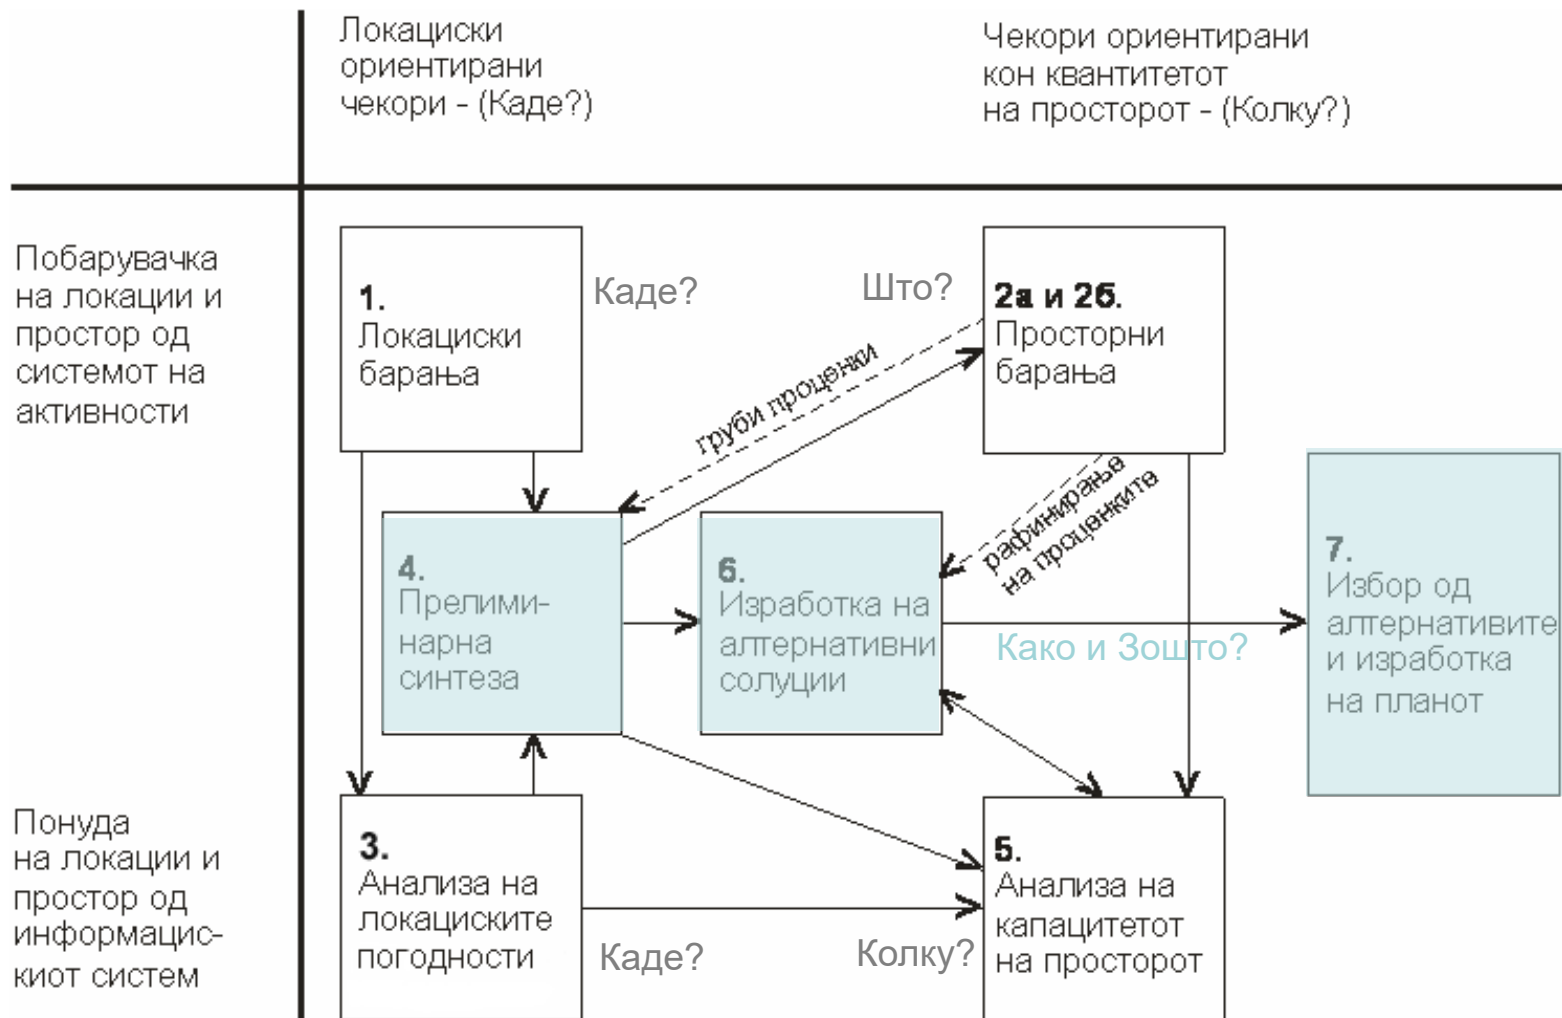 Локациски
ориентирани
чекори - (Каде?)
Чекори ориентирани
кон квантитетот
на просторот - (Колку?)
Побарувачка
на локации и
простор од
системот на
активности
1.
Локациски
барања
Каде?
Што?
2а и 2б.
Просторни
барања
груби проценки
рафинирање
на проценките
4.
Прелими-
нарна
синтеза
6.
Изработка на
алтернативни
солуции
Како и Зошто?
7.
Избор од
алтернативите
и изработка
на планот
Понуда
на локации и
простор од
информацис-
киот систем
3.
Анализа на
локациските
погодности
Каде?
Колку?
5.
Анализа на
капацитетот
на просторот